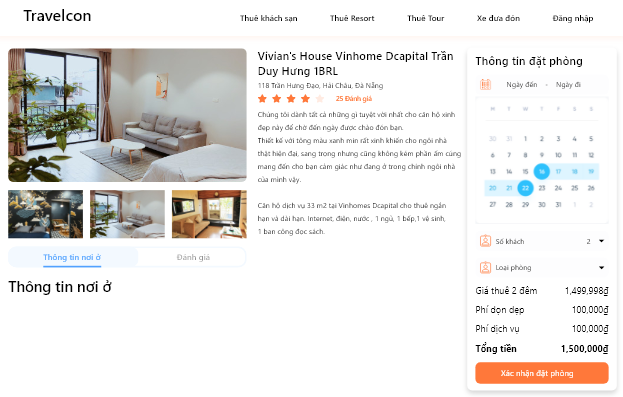 Travelcon
Thuê khách sạn
Thuê Resort
Thuê Tour
Xe đưa đón
Đăng nhập
Vivian's House Vinhome Dcapital Trần
Duy Hưng 1BRL
118 Trần Hưng Đạo, Hải Châu, Đà Nẵng
25 Đánh giá
Chúng tôi dành tất cả những gì tuyệt vời nhất cho căn hộ xinh
đẹp này để chờ đến ngày được chào đón bạn.
Thiết kế với tông màu xanh min rất xinh khiến cho ngôi nhà
thật hiện đại, sang trong nhưng cũng không kém phần ấm cúng
mang đến cho bạn cảm giác như đang ở trong chính ngôi nhà
của mình vậy.
Căn hộ dịch vụ 33 m2 tại Vinhomes Dcapital cho thuê ngắn
hạn và dài hạn. Internet, điện, nước , 1 ngủ, 1 bếp,1 vệ sinh,
1 ban công đọc sách.
Thông tin nơi ở
Đánh giá
Thông tin nơi ở
Thông tin đặt phòng
Ngày đến - Ngày đi
M T W T F S S
30 31 1 2 3 4 5
6 7 8 9 10 11 12
13 14 15 16 17 18 19
20 21 22 23 24 25 26
27 28 29 30 31 1 2
Số khách 2
Loại phòng
Giá thuê 2 đêm 1,499,998₫
Phí dọn dẹp 100,000₫
Phí dịch vụ 100,000₫
Tổng tiền 1,500,000₫
Xác nhận đặt phòng